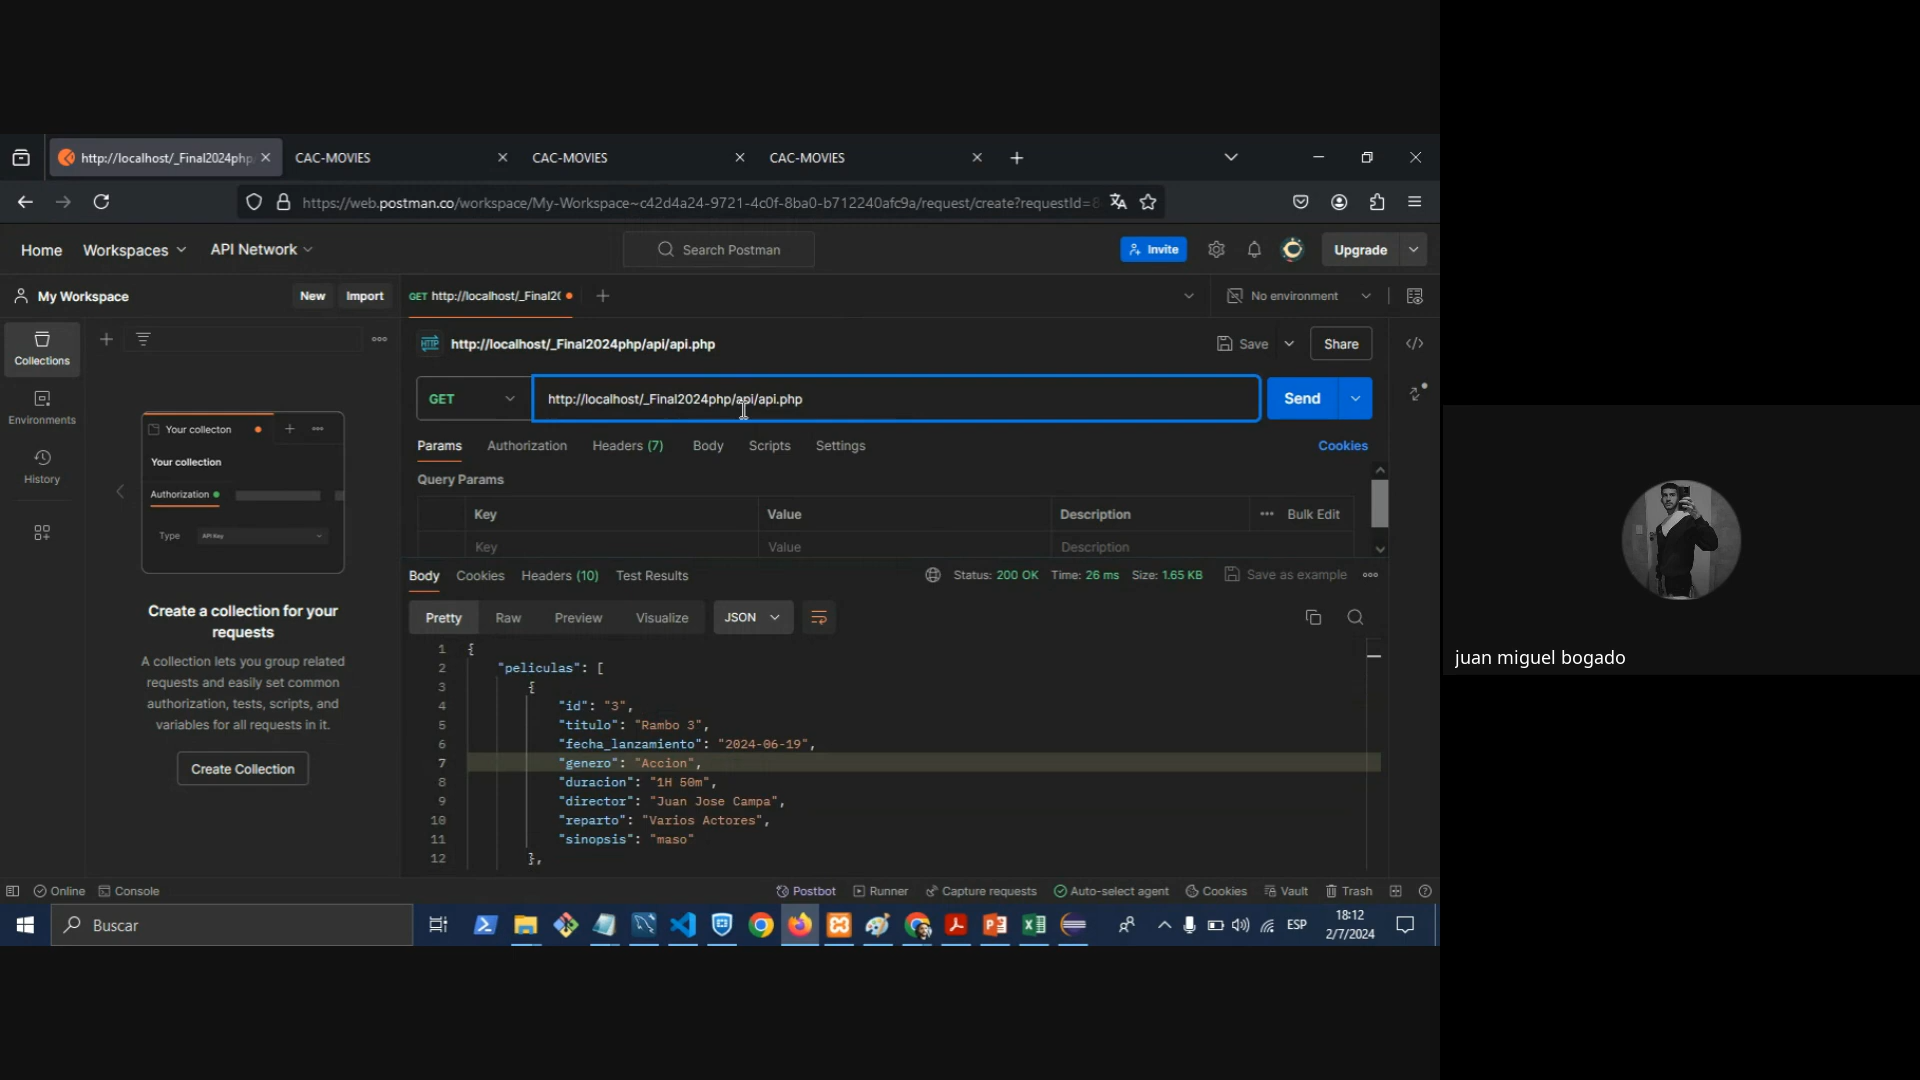 http://localhost/_Final2024php
CAC-MOVIES
CAC-MOVIES
CAC-MOVIES
https://web.postman.co/workspace/My-Workspace~c42d4a24-9721-4c0f-8ba0-b712240afc9a/request/create?requestId=8
Home Workspaces API Network
Search Postman
Invite
Upgrade
My Workspace New Import
GET http://localhost/_Final20
No environment
Collections
Environments
History
http://localhost/_Final2024php/api/api.php
Save Share
GET http://localhost/_Final2024php/api/api.php Send
Params Authorization Headers (7) Body Scripts Settings Cookies
Query Params
Key Value Description ••• Bulk Edit
Key Value Description
Your collecton
Your collection
Authorization
Type API Key
Create a collection for your
requests
A collection lets you group related
requests and easily set common
authorization, tests, scripts, and
variables for all requests in it.
Create Collection
Body Cookies Headers (10) Test Results Status: 200 OK Time: 26 ms Size: 1.65 KB Save as example
Pretty Raw Preview Visualize JSON
1 {
2 "peliculas": [
3 {
4 "id": "3",
5 "titulo": "Rambo 3",
6 "fecha_lanzamiento": "2024-06-19",
7 "genero": "Accion",
8 "duracion": "1H 50m",
9 "director": "Juan Jose Campa",
10 "reparto": "Varios Actores",
11 "sinopsis": "maso"
12 },
Online Console Postbot Runner Capture requests Auto-select agent Cookies Vault Trash
Buscar
ESP
18:12
2/7/2024
juan miguel bogado